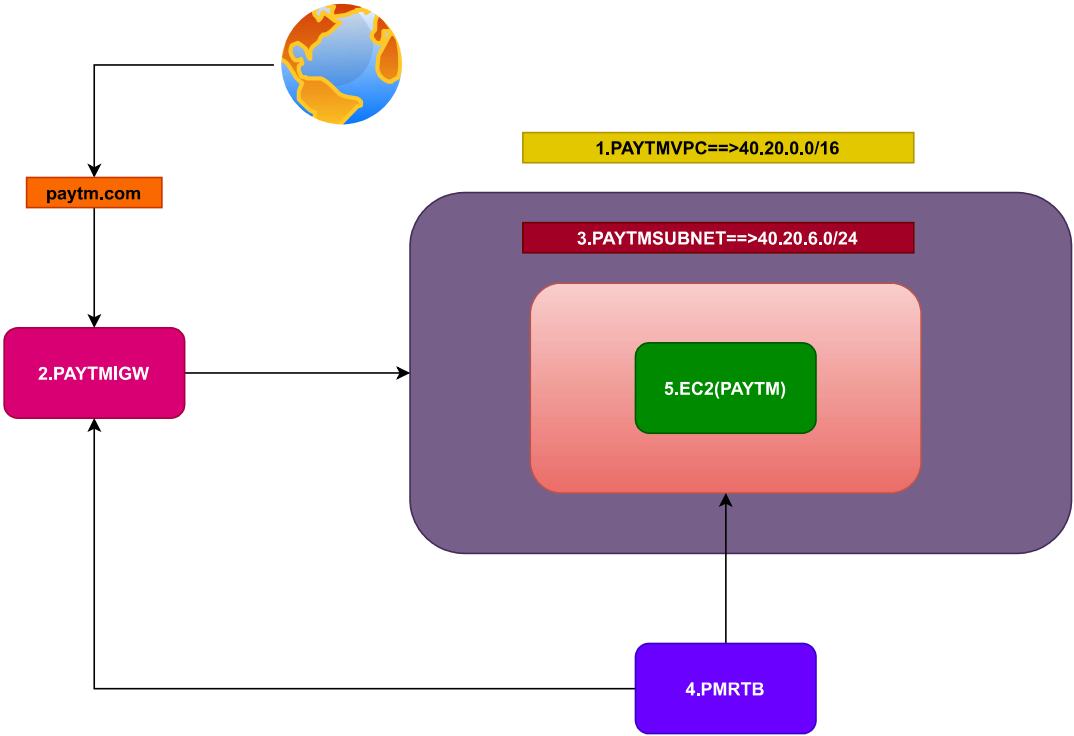 1.PAYTMVPC==>40.20.0.0/16
paytm.com
3.PAYTMSUBNET==>40.20.6.0/24
2.PAYTMIGW
5.EC2(PAYTM)
4.PMRTB